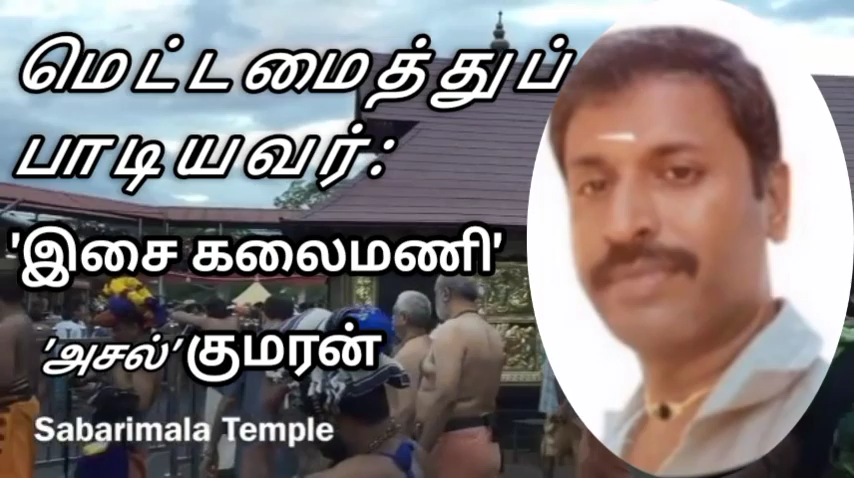 மெட்டமைத்துப்
பாடியவர்:
'இசை கலைமணி'
'அசல்' குமரன்
Sabarimala Temple